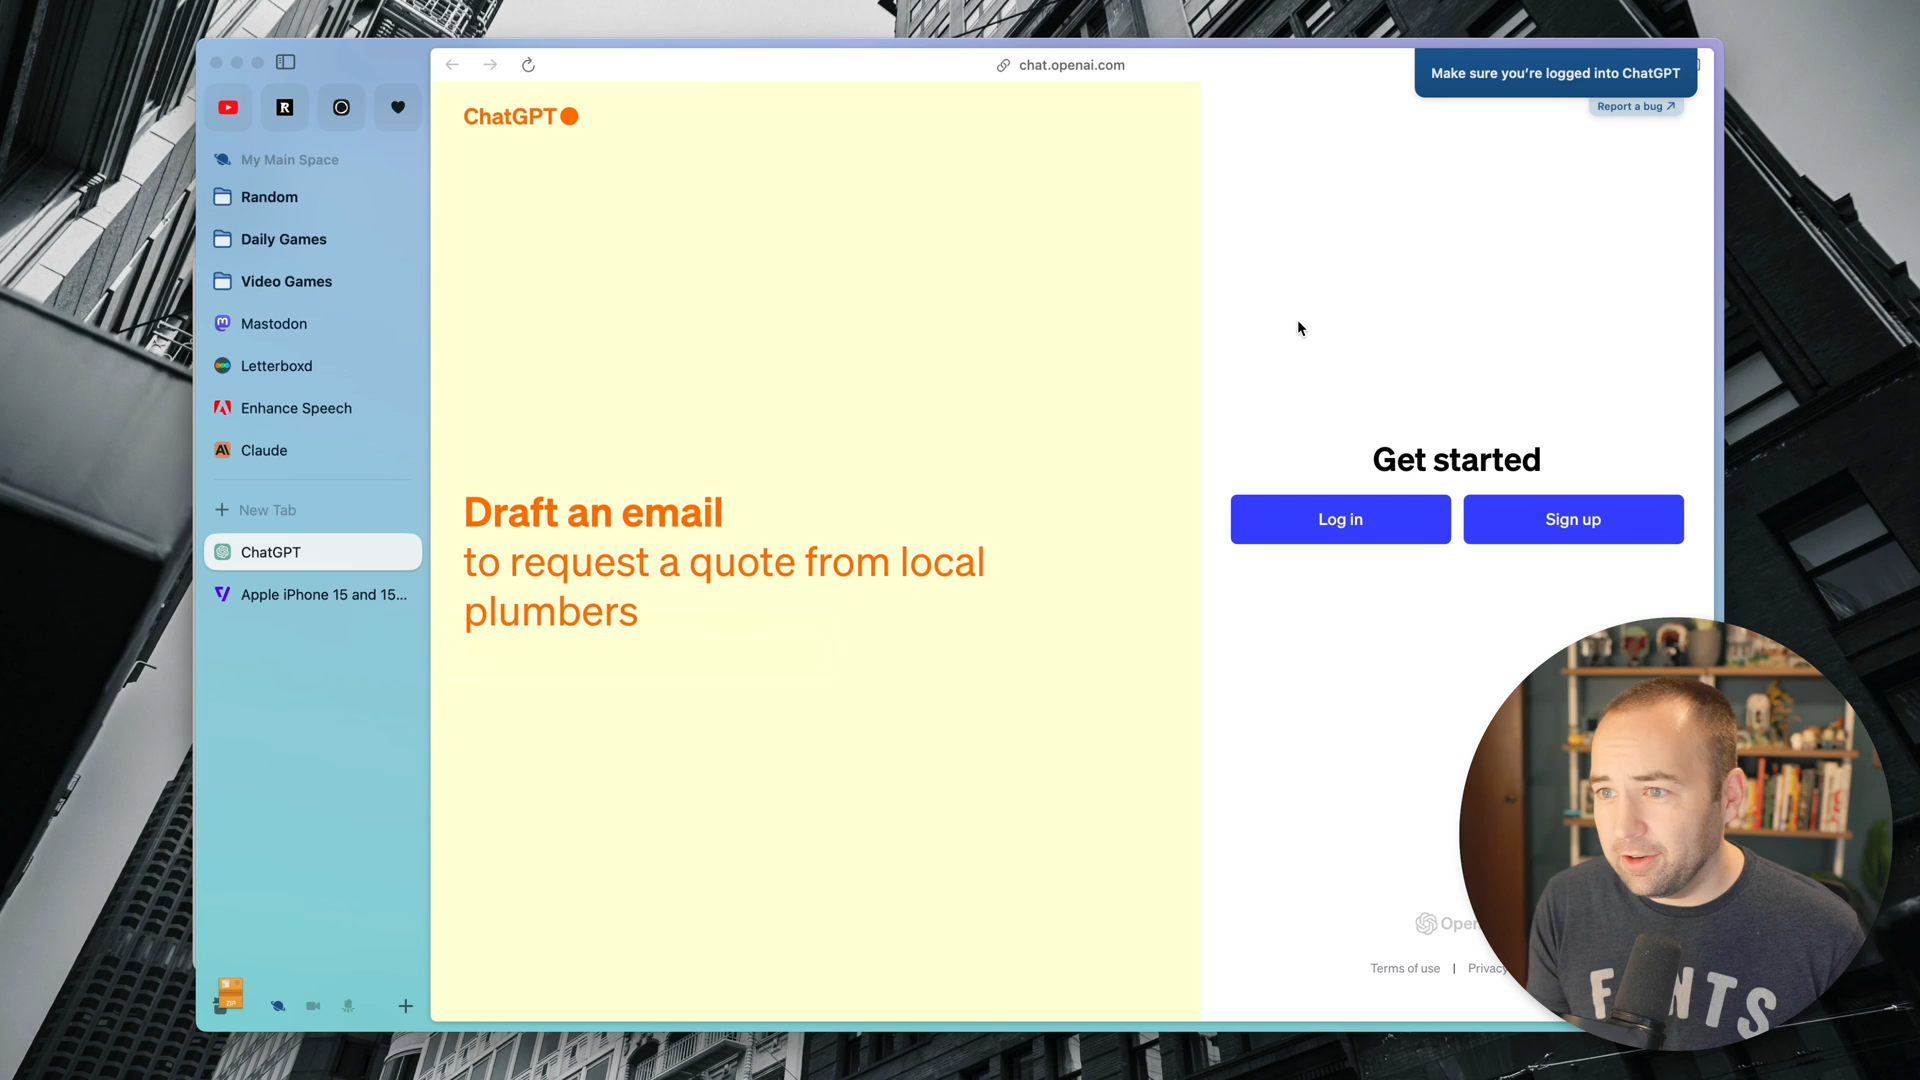 chat.openai.com
Make sure you're logged into ChatGPT
Report a bug ↗
My Main Space
Random
Daily Games
Video Games
Mastodon
Letterboxd
Enhance Speech
Claude
New Tab
ChatGPT
Apple iPhone 15 and 15...
ZIP
ChatGPT
Draft an email
to request a quote from local
plumbers
Get started
Log in
Sign up
Terms of use | Privacy